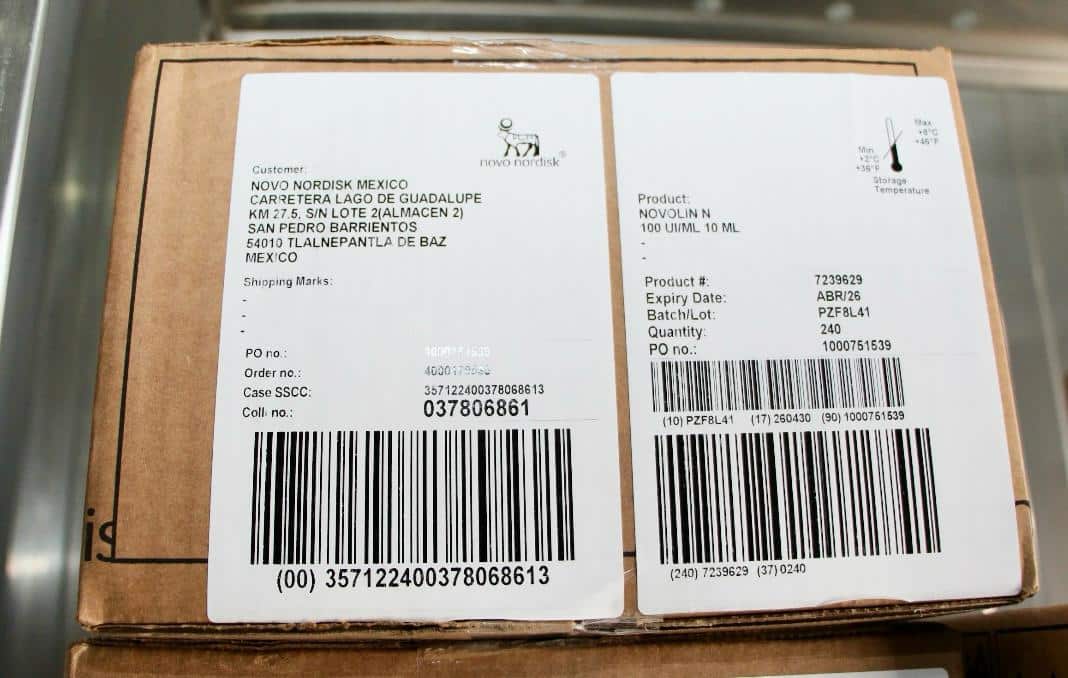 novo nordisk®
Customer:
NOVO NORDISK MEXICO
CARRETERA LAGO DE GUADALUPE
KM 27.5, S/N LOTE 2(ALMACEN 2)
SAN PEDRO BARRIENTOS
54010 TLALNEPANTLA DE BAZ
MEXICO
Shipping Marks:
-
-
-
PO no.:
Order no.:
Case SSCC: 357122400378068613
Colli no.: 037806861
(00) 357122400378068613
Max
+8°C
+46°F
Min
+2°C
+36°F
Storage
Temperature
Product:
NOVOLIN N
100 UI/ML 10 ML
-
-
Product #: 7239629
Expiry Date: ABR/26
Batch/Lot: PZF8L41
Quantity: 240
PO no.: 1000751539
(10) PZF8L41 (17) 260430 (90) 1000751539
(240) 7239629 (37) 0240
is